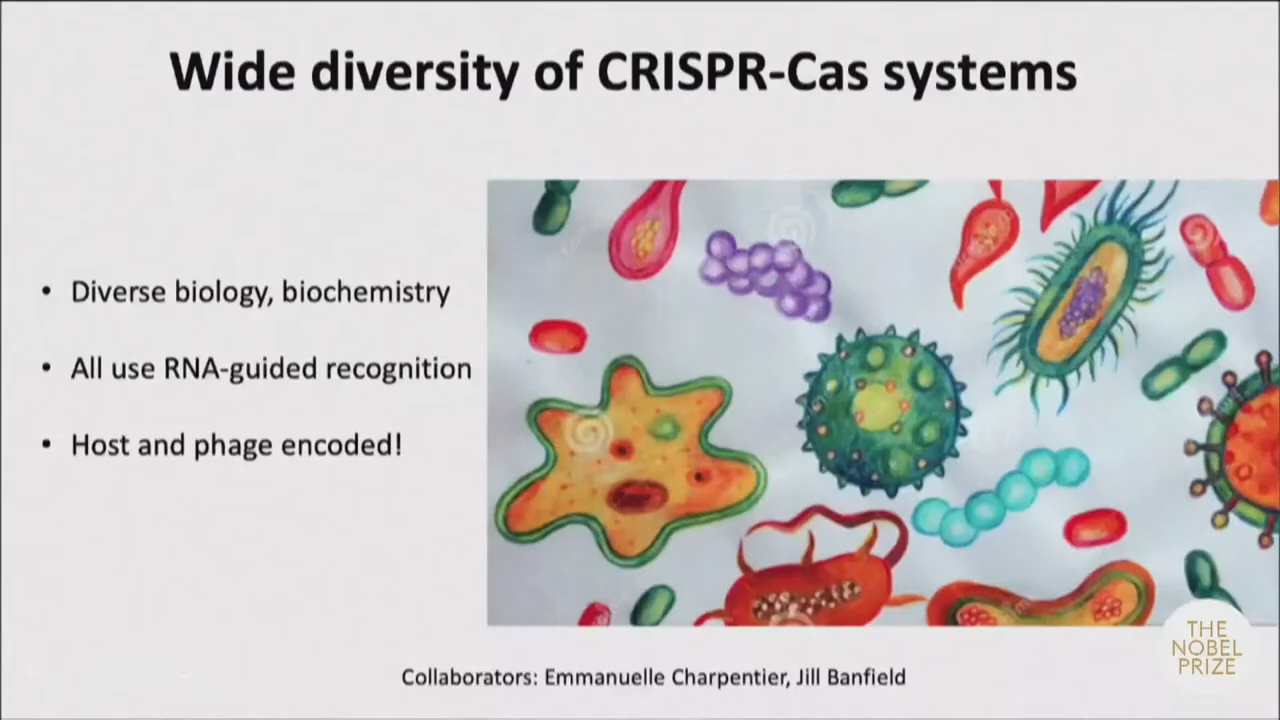 Wide diversity of CRISPR-Cas systems
• Diverse biology, biochemistry
• All use RNA-guided recognition
• Host and phage encoded!
THE
NOBEL
PRIZE
Collaborators: Emmanuelle Charpentier, Jill Banfield